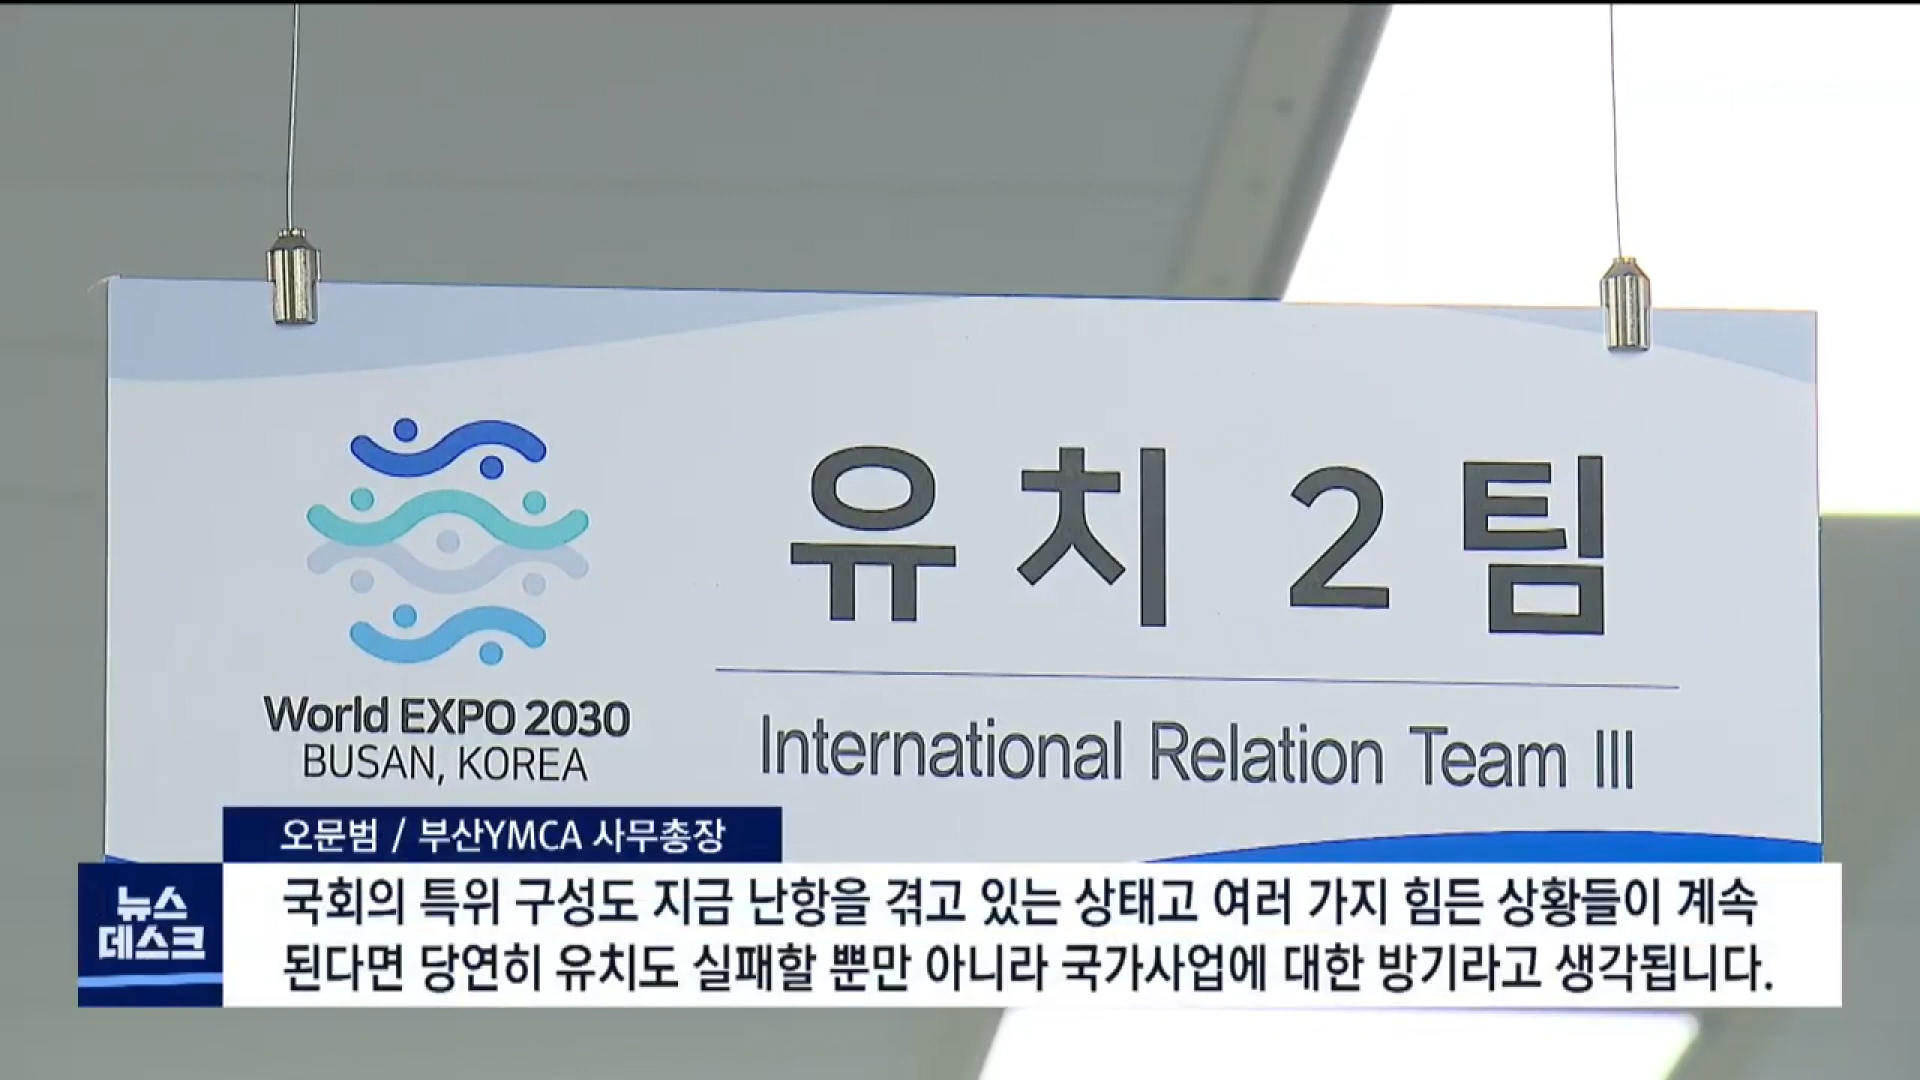 유치 2팀
International Relation Team III
World EXPO 2030
BUSAN, KOREA
오문범 / 부산YMCA 사무총장
뉴스
데스크
국회의 특위 구성도 지금 난항을 겪고 있는 상태고 여러 가지 힘든 상황들이 계속
된다면 당연히 유치도 실패할 뿐만 아니라 국가사업에 대한 방기라고 생각됩니다.